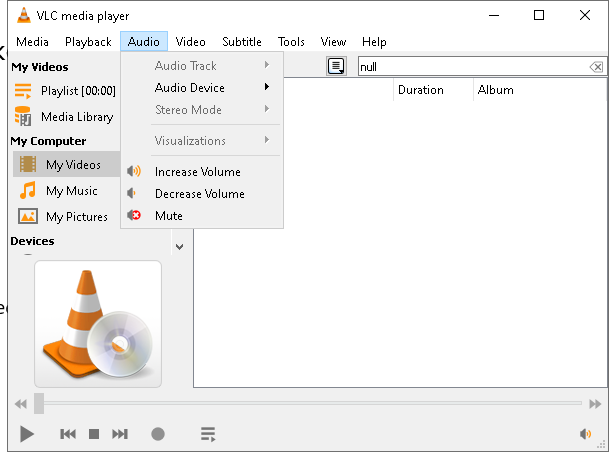 VLC media player
Media Playback Audio Video Subtitle Tools View Help
My Videos
Playlist [00:00]
Media Library
My Computer
My Videos
My Music
My Pictures
Devices
Audio Track
Audio Device
Stereo Mode
Visualizations
Increase Volume
Decrease Volume
Mute
null
Duration Album